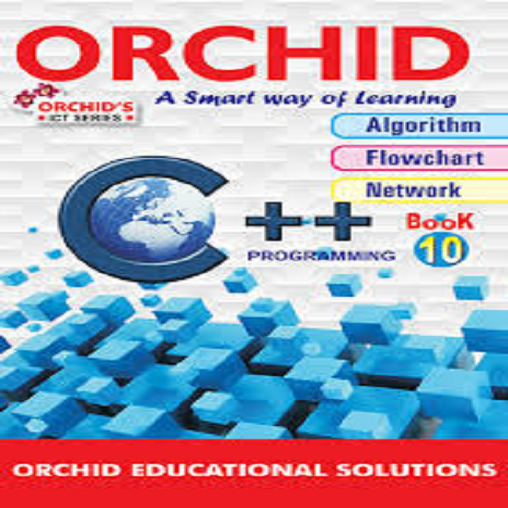 ORCHID
A Smart way of Learning
ORCHID'S
ICT SERIES
Algorithm
Flowchart
Network
C++
PROGRAMMING
BooK
10
ORCHID EDUCATIONAL SOLUTIONS